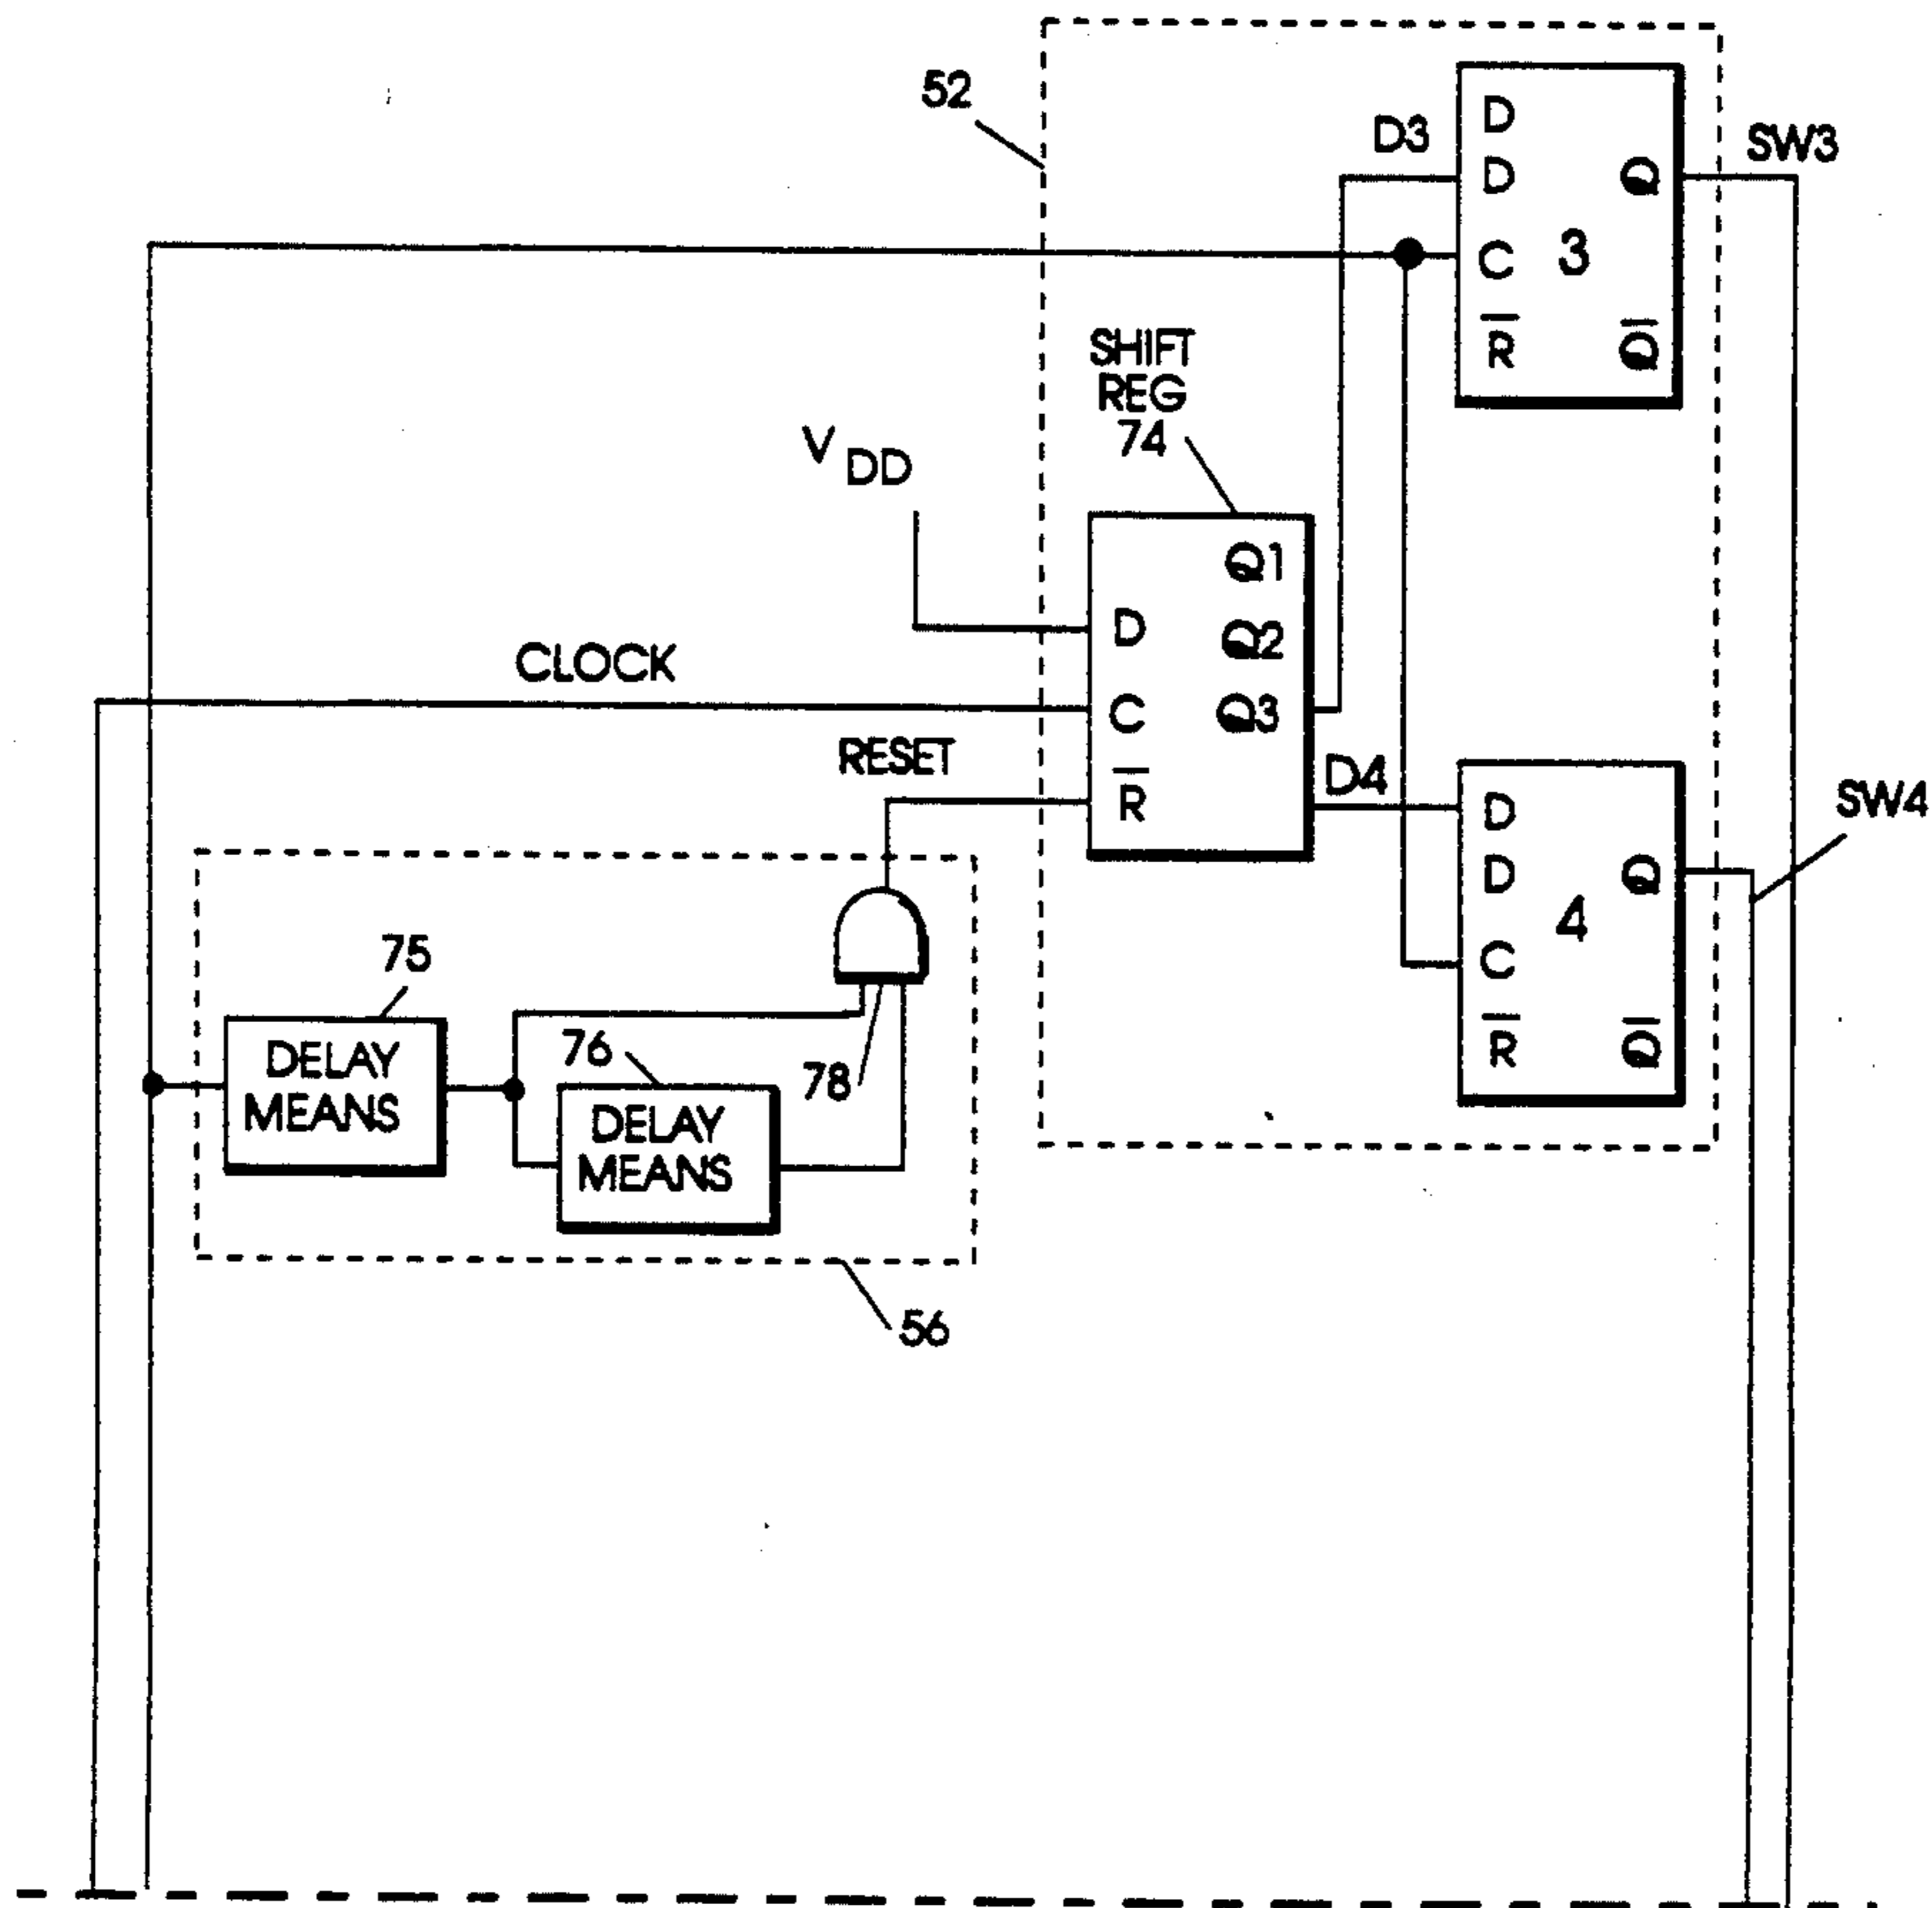 52
D3
D
D
Q
SW3
C
3
R̅
Q̅
SHIFT
REG
74
V DD
Q1
D
Q2
CLOCK
C
Q3
RESET
R̅
D4
D
SW4
D
Q
4
C
R̅
Q̅
75
DELAY
MEANS
76
78
DELAY
MEANS
56